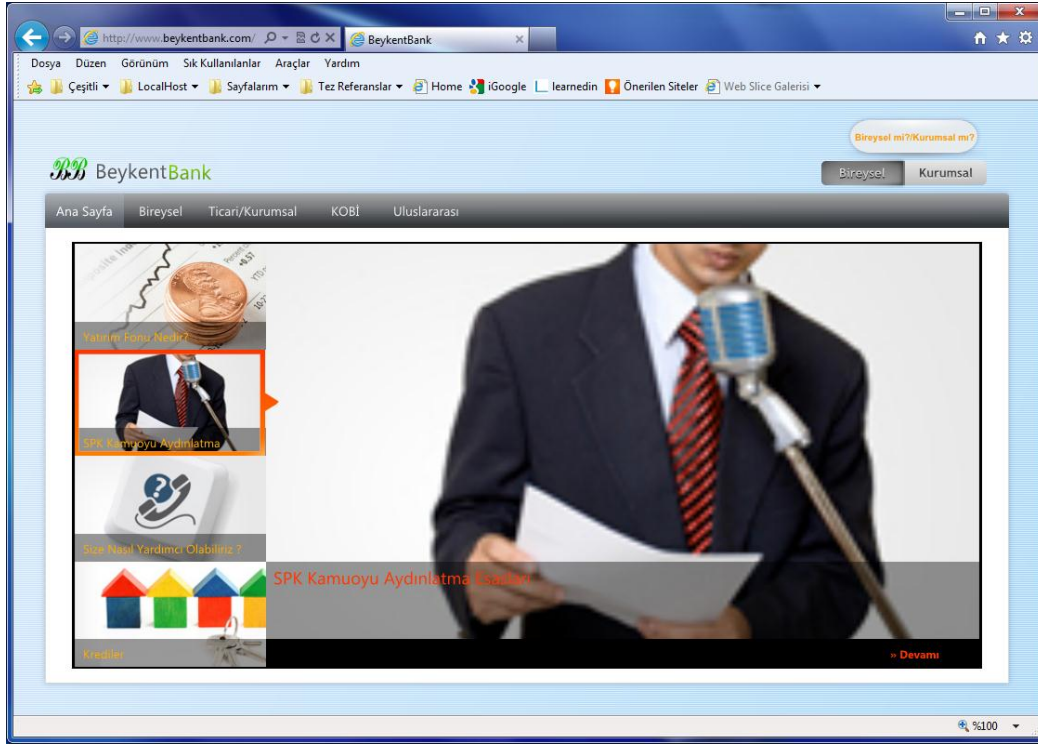 http://www.beykentbank.com/
BeykentBank
Dosya Düzen Görünüm Sık Kullanılanlar Araçlar Yardım
Çeşitli LocalHost Sayfalarım Tez Referanslar Home iGoogle learnedin Önerilen Siteler Web Slice Galerisi
Bireysel mi?/Kurumsal mı?
BB BeykentBank
Bireysel Kurumsal
Ana Sayfa Bireysel Ticari/Kurumsal KOBİ Uluslararası
Yatırım Fonu Nedir?
SPK Kamuoyu Aydınlatma
Size Nasıl Yardımcı Olabiliriz ?
SPK Kamuoyu Aydınlatma Esasları
Krediler
» Devamı
%100